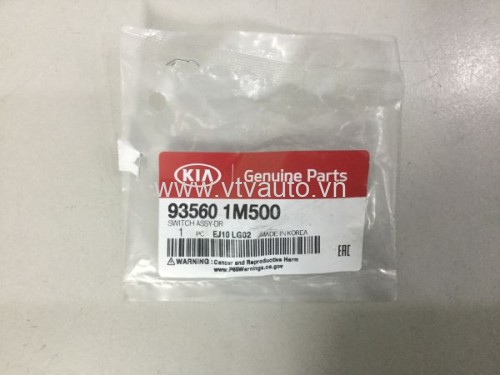 KIA Genuine Parts
www.vtvauto.vn
93560 1M500
SWITCH ASSY-DR
1 PC EJ10 LG02 MADE IN KOREA
EAC
WARNING: Cancer and Reproductive Harm
www.P65Warnings.ca.gov